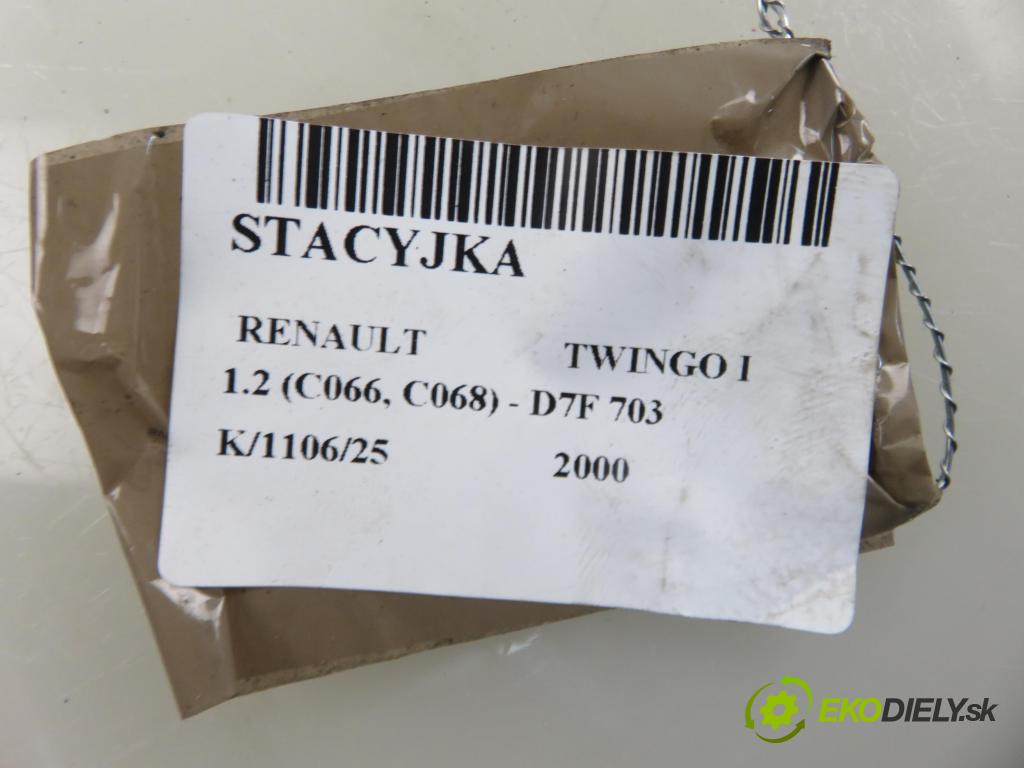 STACYJKA
RENAULT TWINGO I
1.2 (C066, C068) - D7F 703
K/1106/25 2000
EKODIELY.sk